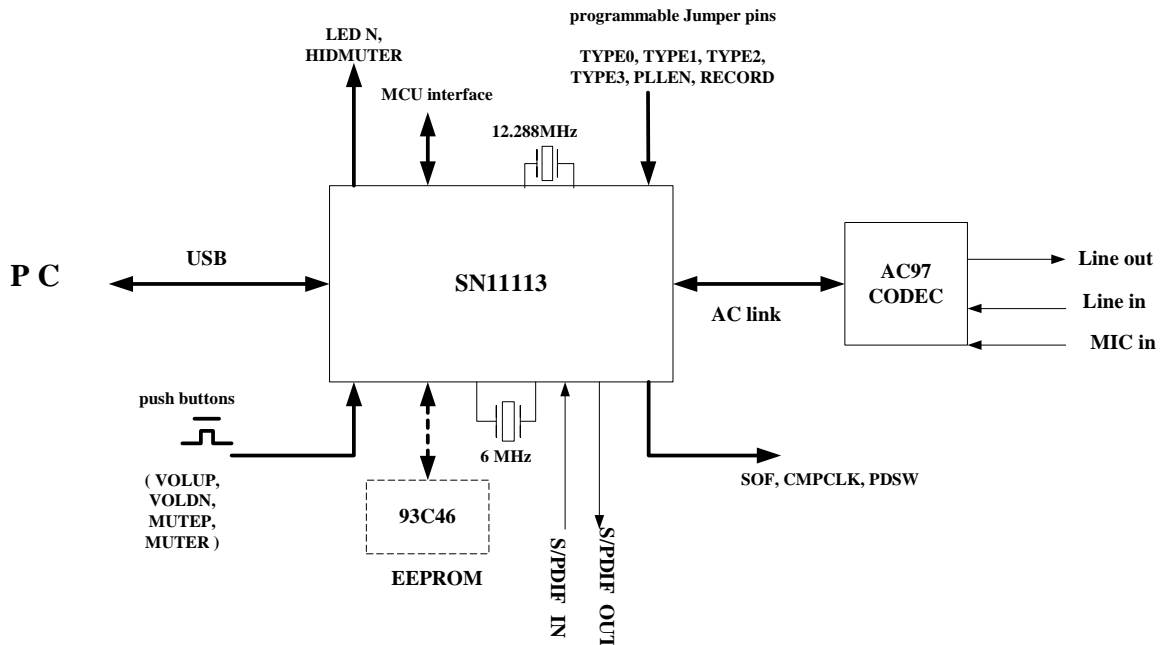 programmable Jumper pins
LED N,
HIDMUTER
TYPE0, TYPE1, TYPE2,
TYPE3, PLLEN, RECORD
MCU interface
12.288MHz
P C
USB
SN11113
AC link
AC97
CODEC
Line out
Line in
MIC in
push buttons
( VOLUP,
VOLDN,
MUTEP,
MUTER )
6 MHz
93C46
EEPROM
S/PDIF IN
S/PDIF OUT
SOF, CMPCLK, PDSW